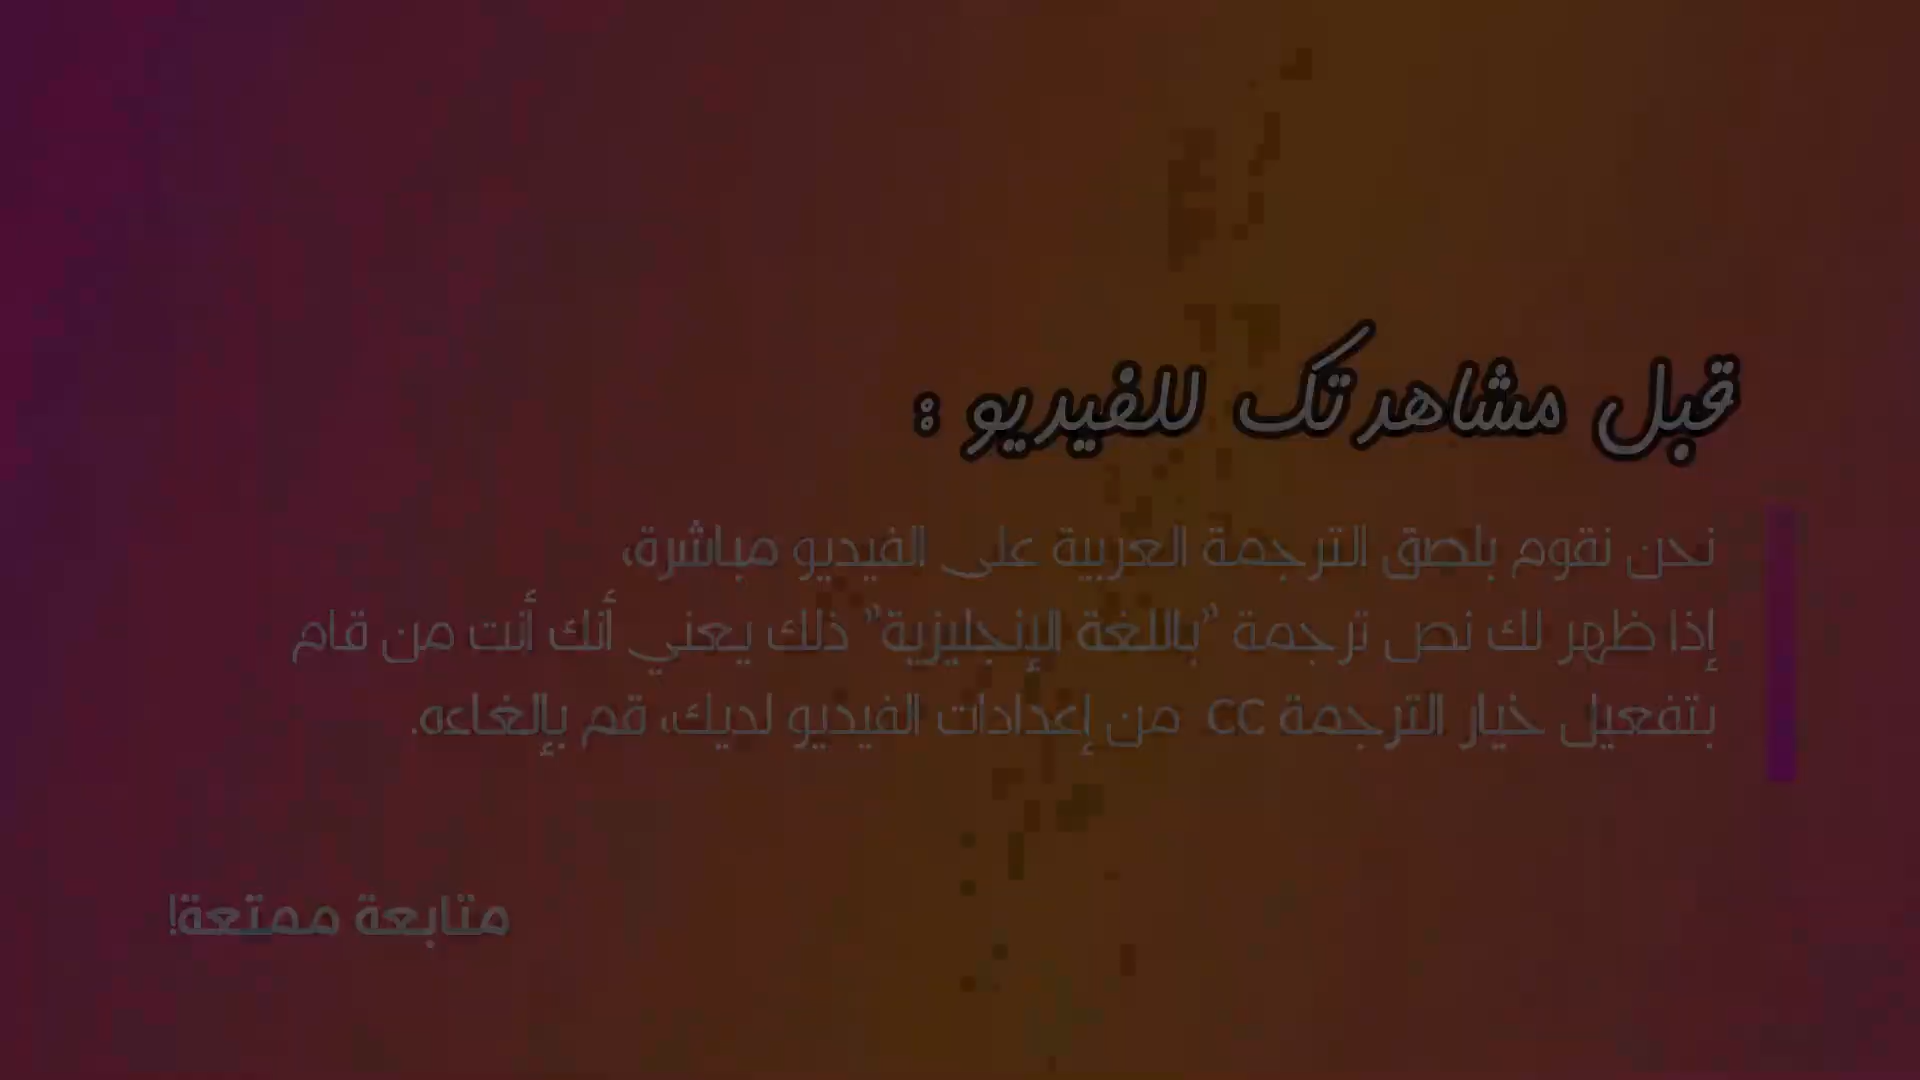 قبل مشاهدتك للفيديو :
نحن نقوم بلصق الترجمة العربية على الفيديو مباشرة،
إذا ظهر لك نص ترجمة "باللغة الإنجليزية" ذلك يعني أنك أنت من قام
بتفعيل خيار الترجمة CC من إعدادات الفيديو لديك، قم بإلغاءه.
متابعة ممتعة!